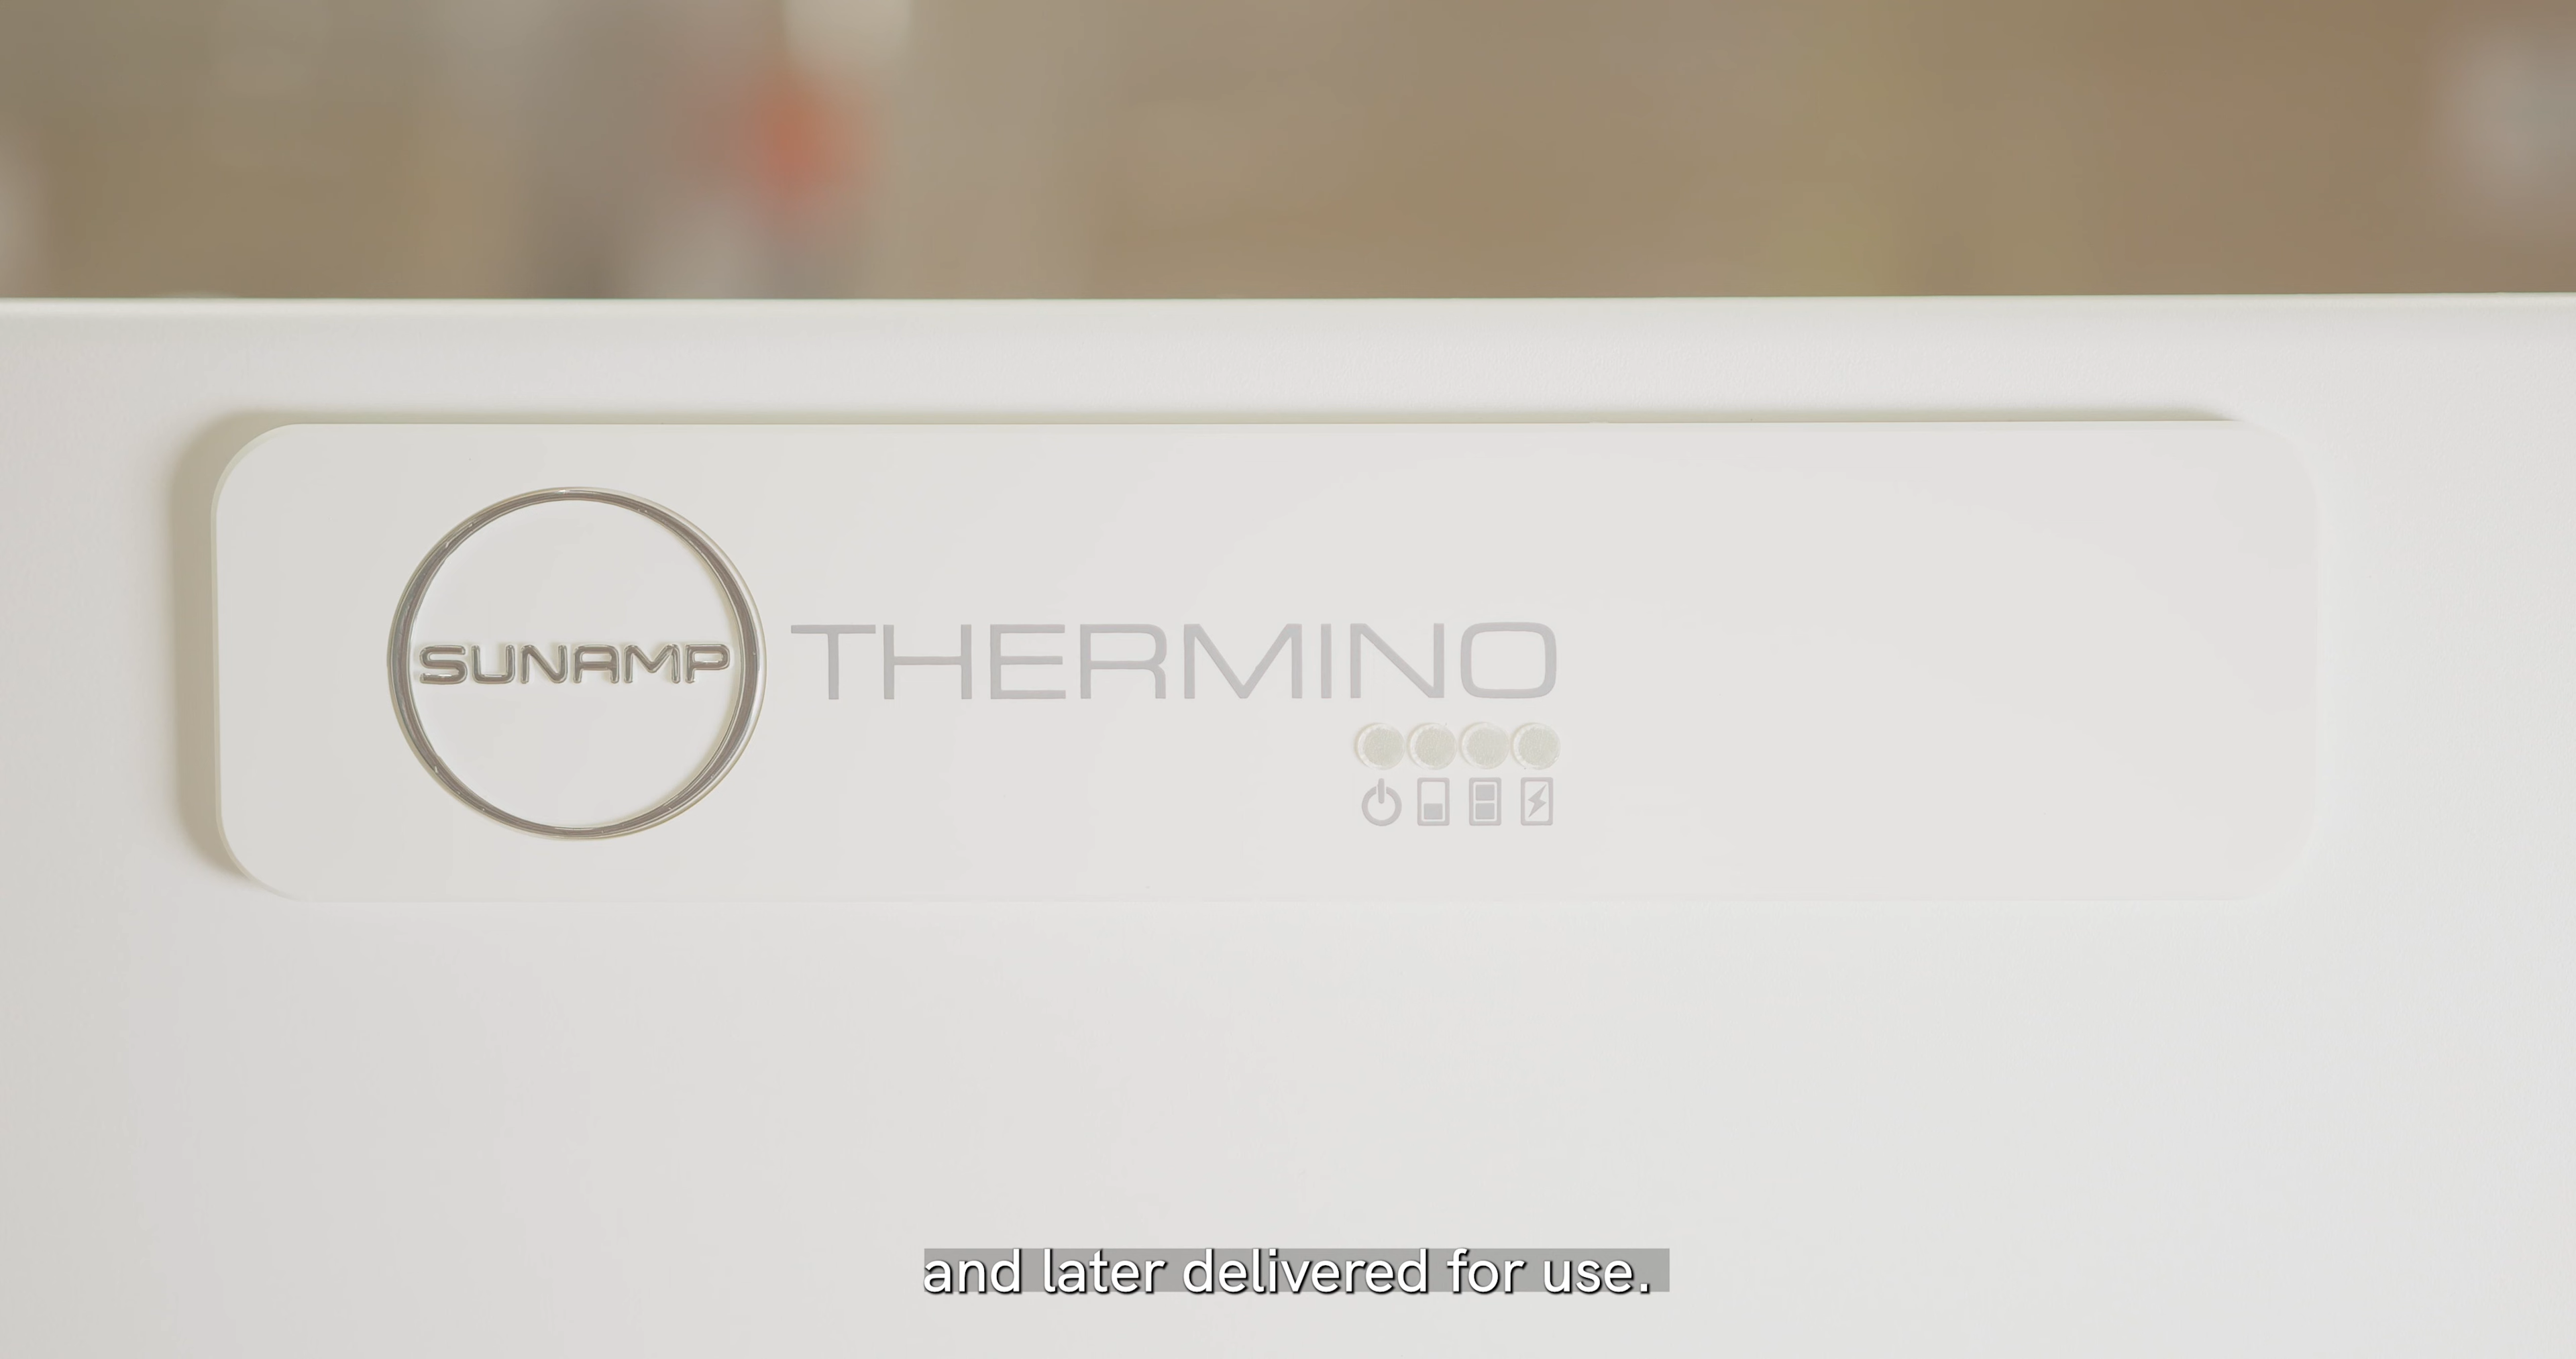 SUNAMP
THERMINO
and later delivered for use.